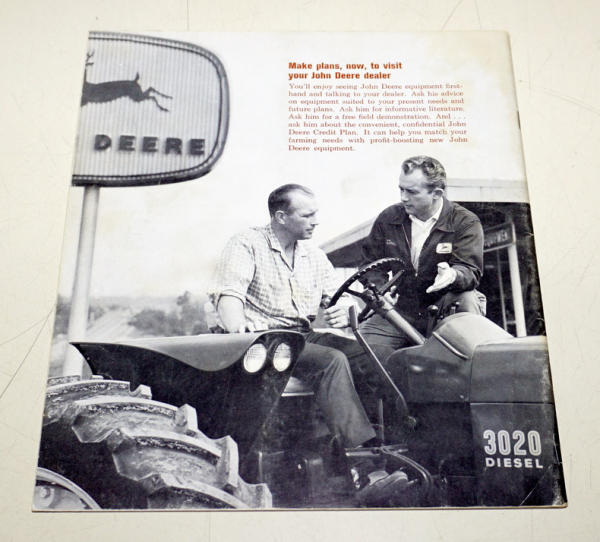 Make plans, now, to visit
your John Deere dealer
You'll enjoy seeing John Deere equipment first-
hand and talking to your dealer. Ask his advice
on equipment suited to your present needs and
future plans. Ask him for informative literature.
Ask him for a free field demonstration. And . . .
ask him about the convenient, confidential John
Deere Credit Plan. It can help you match your
farming needs with profit-boosting new John
Deere equipment.
DEERE
3020
DIESEL